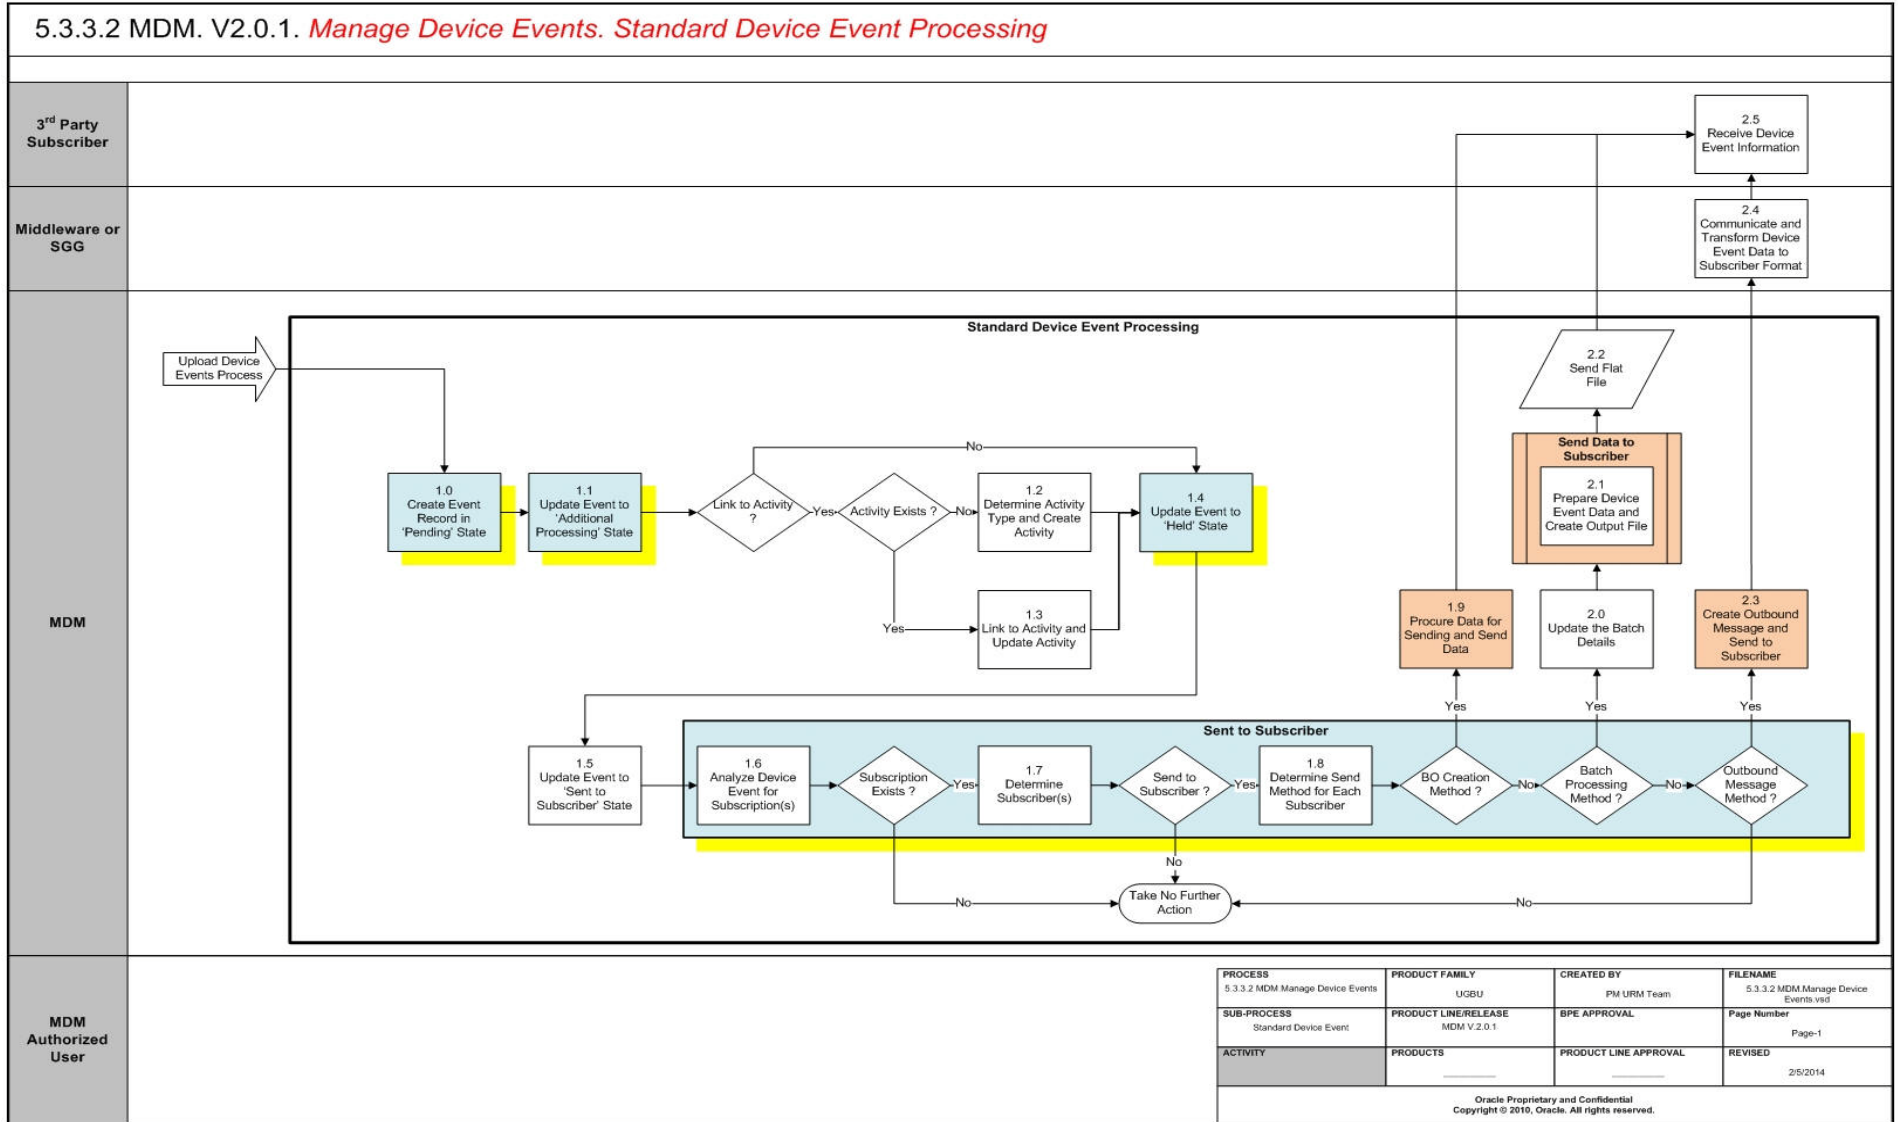 5.3.3.2 MDM. V2.0.1. Manage Device Events. Standard Device Event Processing
3rd Party
Subscriber
2.5
Receive Device
Event Information
Middleware or
SGG
2.4
Communicate and
Transform Device
Event Data to
Subscriber Format
MDM
Standard Device Event Processing
Upload Device
Events Process
2.2
Send Flat
File
Send Data to
Subscriber
2.1
Prepare Device
Event Data and
Create Output File
No
1.0
Create Event
Record in
'Pending' State
1.1
Update Event to
'Additional
Processing' State
Link to Activity
?
Yes
Activity Exists ?
No
1.2
Determine Activity
Type and Create
Activity
1.4
Update Event to
'Held' State
Yes
1.3
Link to Activity and
Update Activity
1.9
Procure Data for
Sending and Send
Data
2.0
Update the Batch
Details
2.3
Create Outbound
Message and
Send to
Subscriber
Yes
Yes
Yes
Sent to Subscriber
1.5
Update Event to
'Sent to
Subscriber' State
1.6
Analyze Device
Event for
Subscription(s)
Subscription
Exists ?
Yes
1.7
Determine
Subscriber(s)
Send to
Subscriber ?
Yes
1.8
Determine Send
Method for Each
Subscriber
BO Creation
Method ?
No
Batch
Processing
Method ?
No
Outbound
Message
Method ?
No
No
Take No Further
Action
No
MDM
Authorized
User
PROCESS
5.3.3.2 MDM.Manage Device Events
PRODUCT FAMILY
UGBU
CREATED BY
PM URM Team
FILENAME
5.3.3.2 MDM.Manage Device
Events.vsd
SUB-PROCESS
Standard Device Event
PRODUCT LINE/RELEASE
MDM V.2.0.1
BPE APPROVAL
Page Number
Page-1
ACTIVITY
PRODUCTS
PRODUCT LINE APPROVAL
REVISED
2/5/2014
Oracle Proprietary and Confidential
Copyright © 2010, Oracle. All rights reserved.